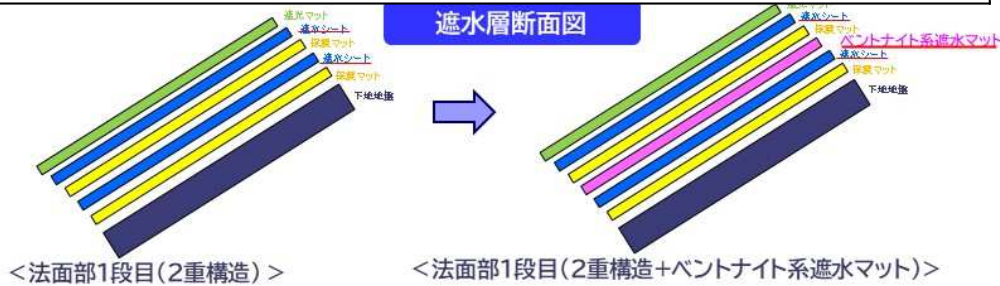 遮水層断面図
遮光マット
遮水シート
保護マット
遮水シート
保護マット
下地地盤
遮光マット
遮水シート
保護マット
ベントナイト系遮水マット
遮水シート
保護マット
下地地盤
＜法面部1段目(2重構造)＞
＜法面部1段目(2重構造+ベントナイト系遮水マット)＞